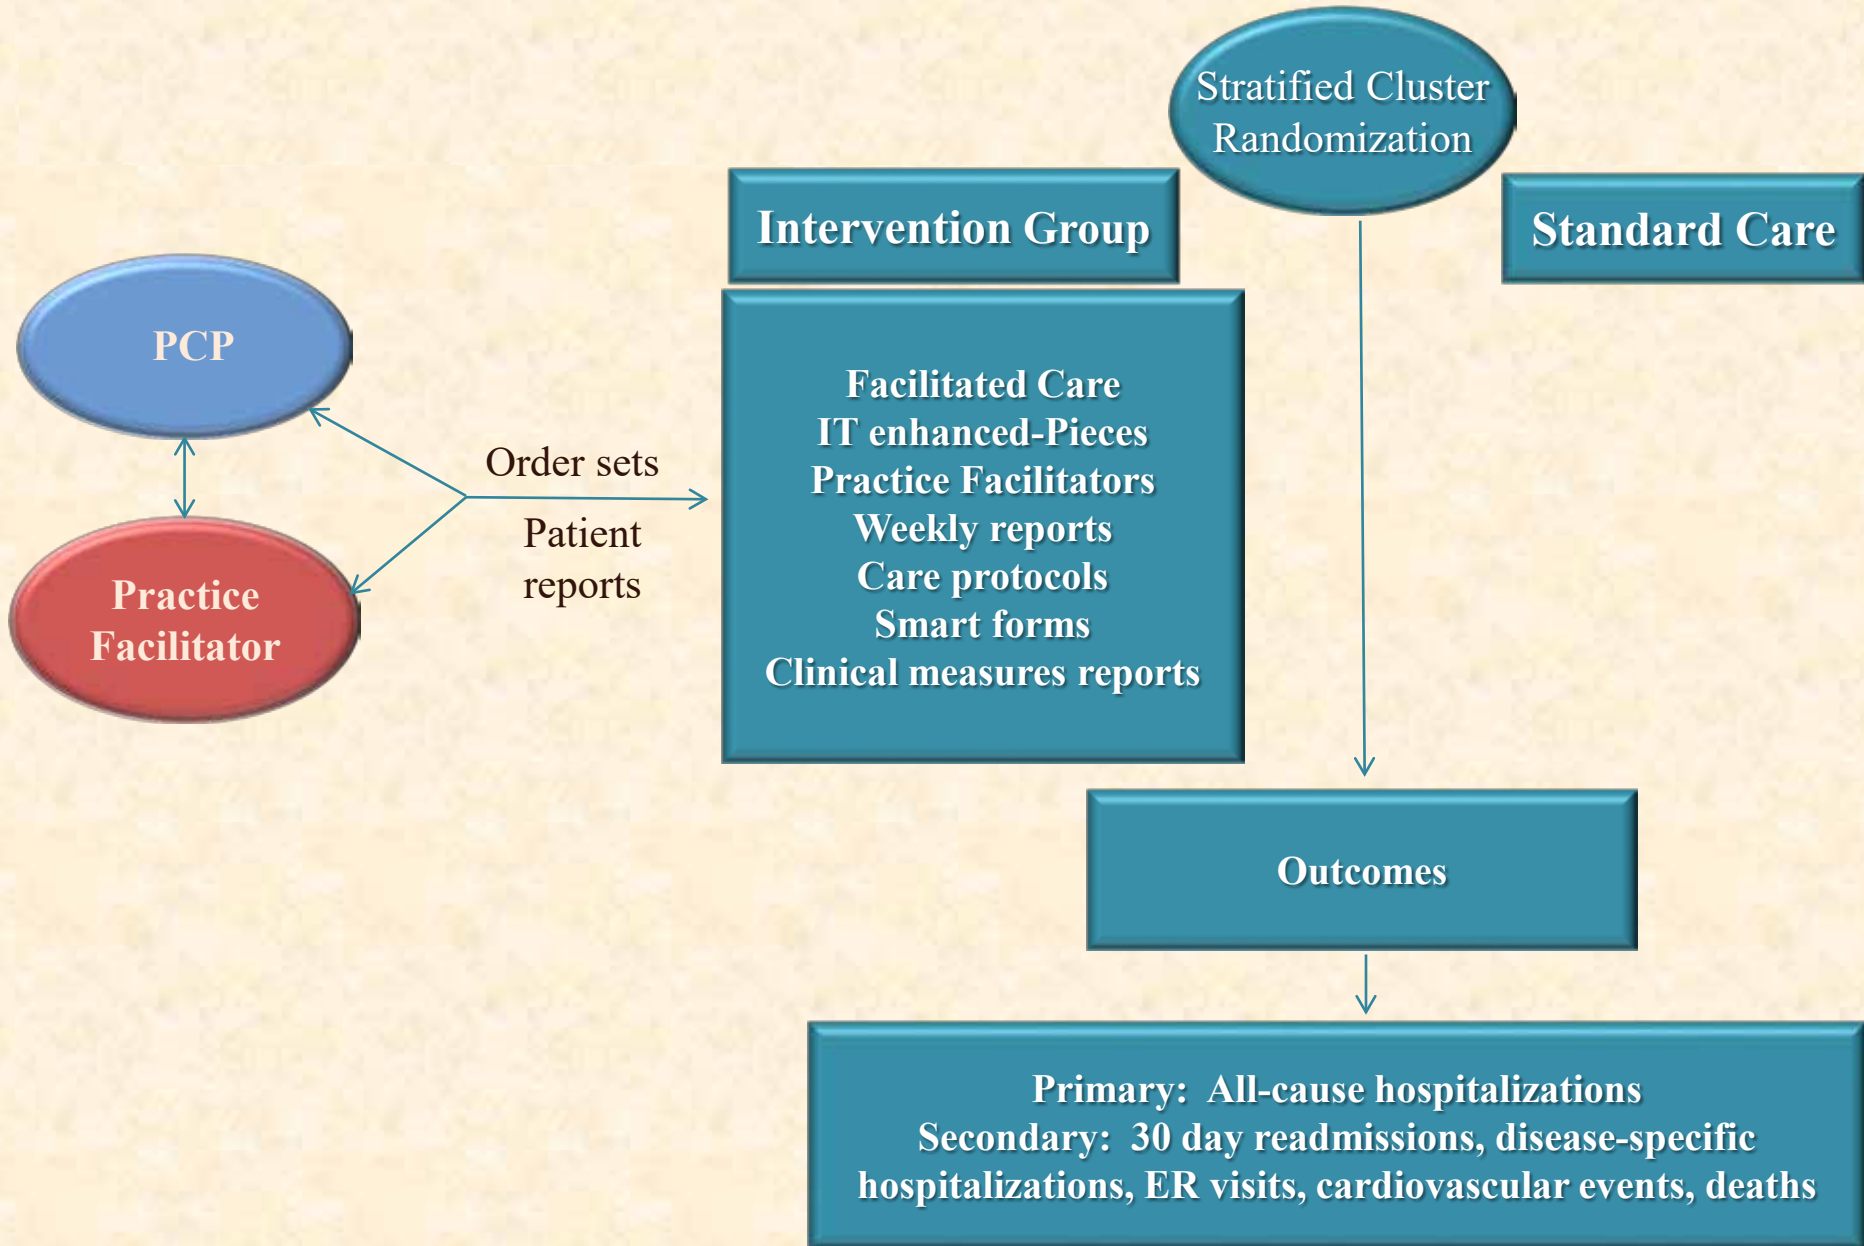 Stratified Cluster
Randomization
Intervention Group
Standard Care
PCP
Practice
Facilitator
Order sets
Patient
reports
Facilitated Care
IT enhanced-Pieces
Practice Facilitators
Weekly reports
Care protocols
Smart forms
Clinical measures reports
Outcomes
Primary:  All-cause hospitalizations
Secondary:  30 day readmissions, disease-specific
hospitalizations, ER visits, cardiovascular events, deaths